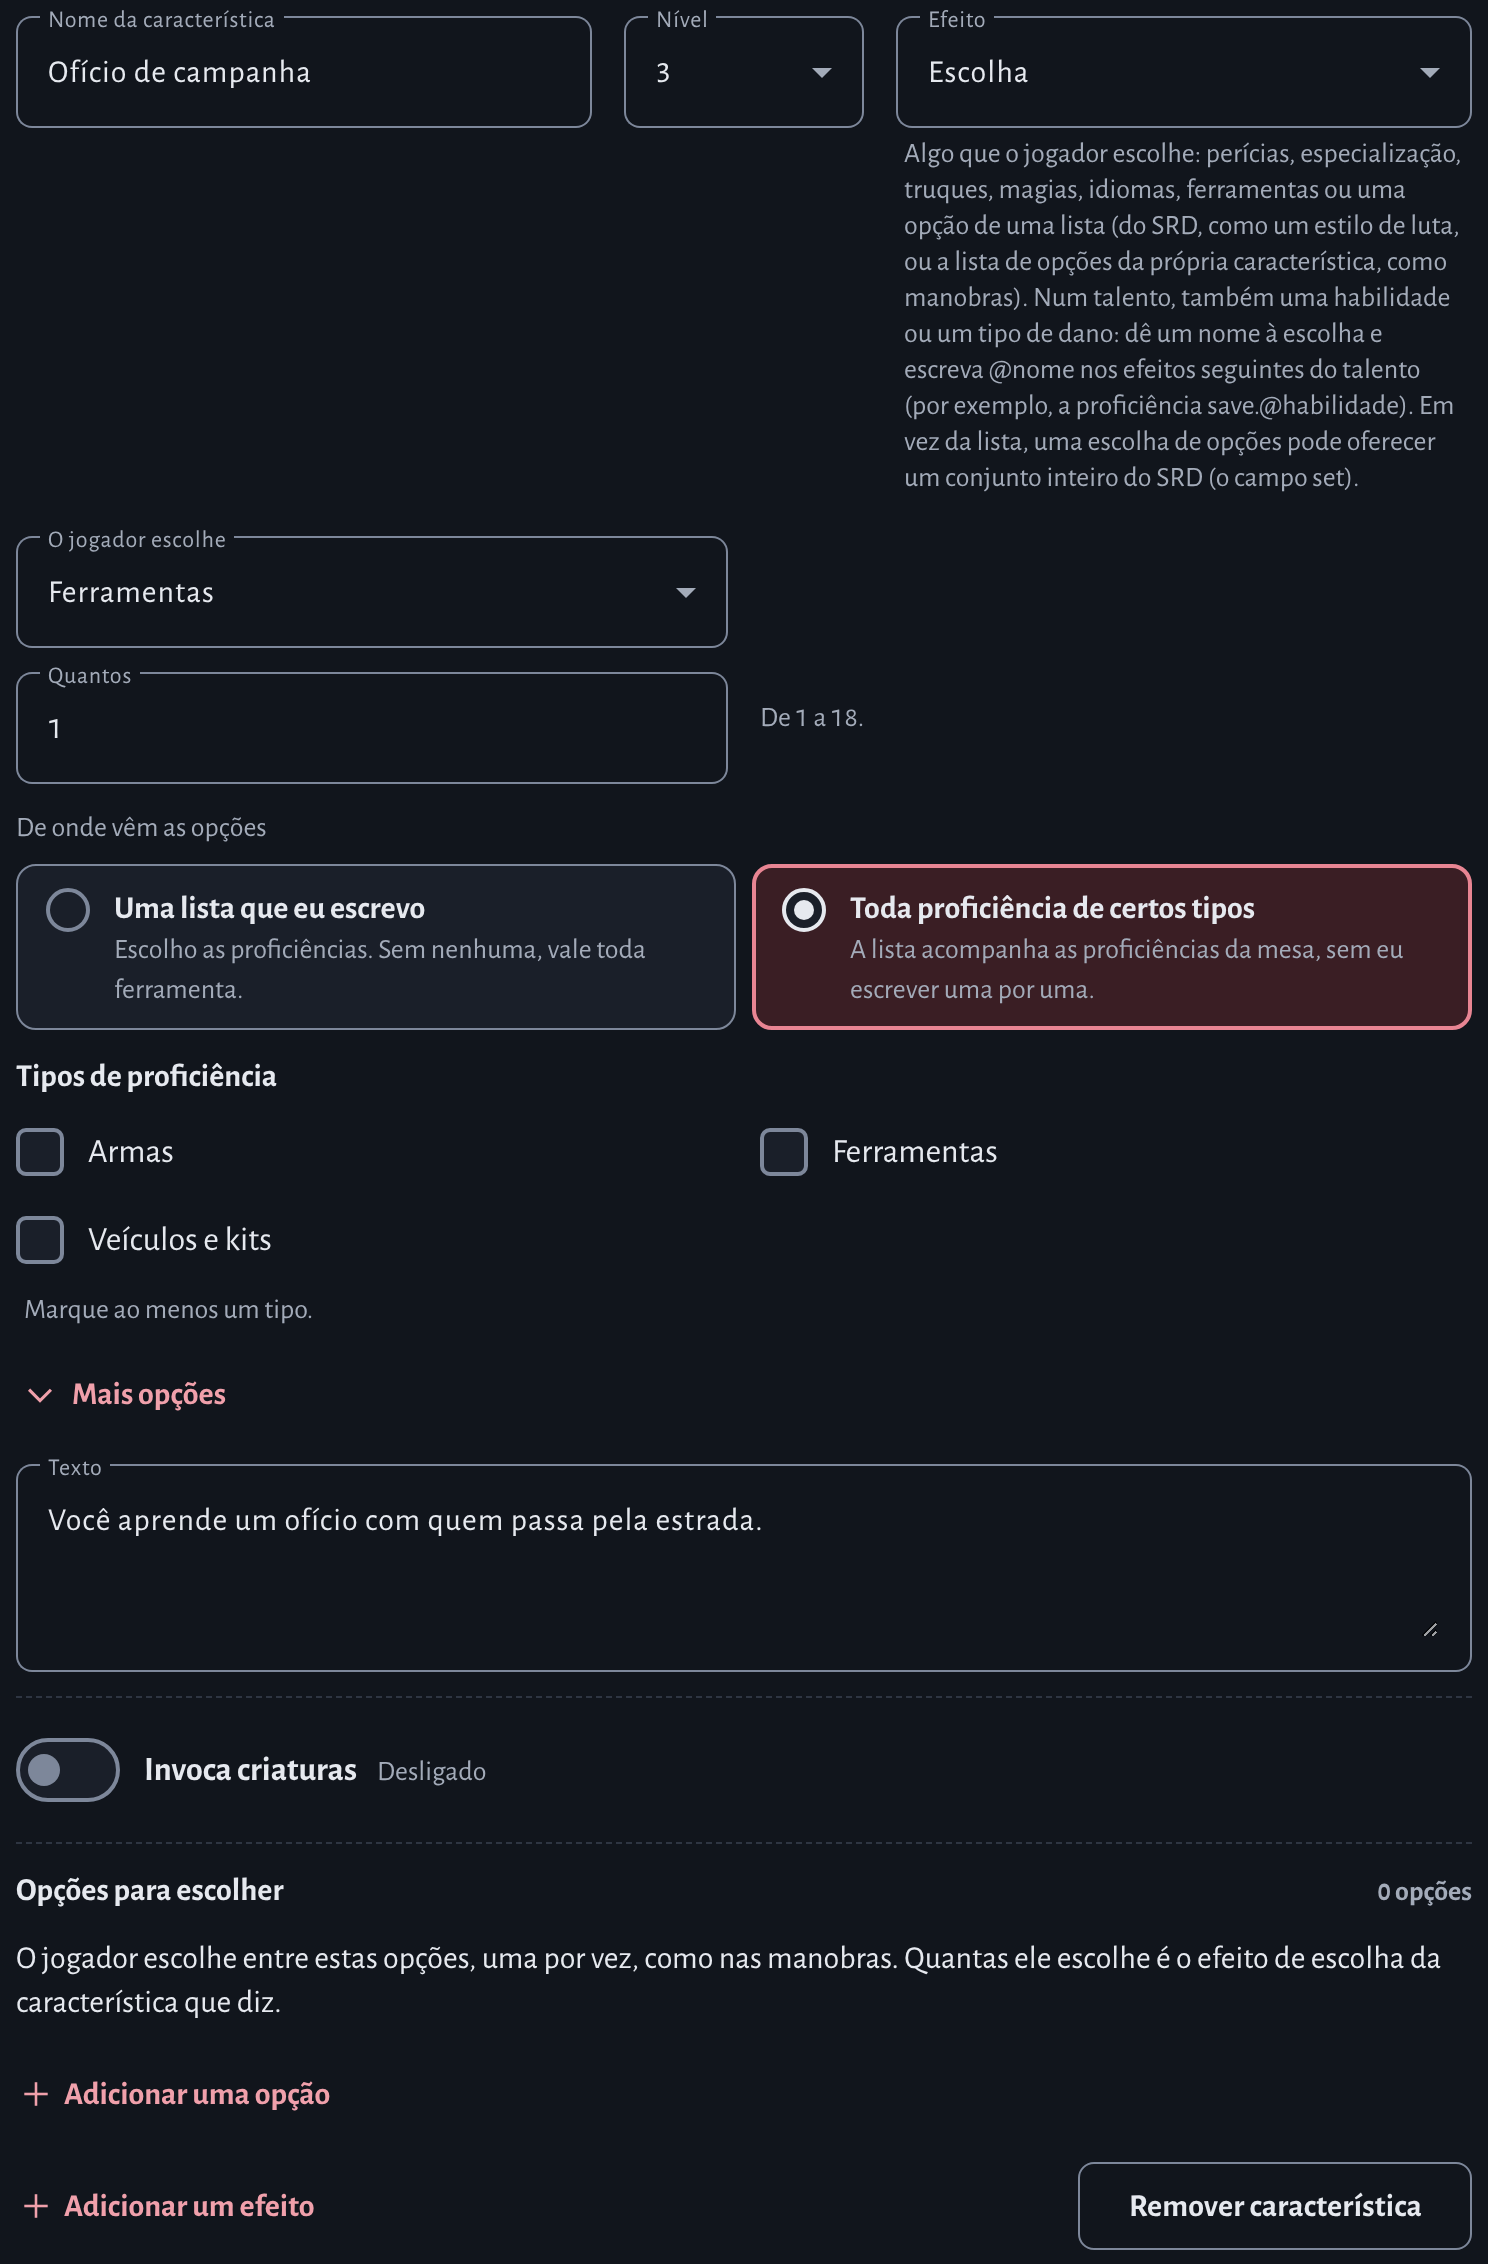 Nome da característica
Ofício de campanha
Nível
3
Efeito
Escolha
Algo que o jogador escolhe: perícias, especialização,
truques, magias, idiomas, ferramentas ou uma
opção de uma lista (do SRD, como um estilo de luta,
ou a lista de opções da própria característica, como
manobras). Num talento, também uma habilidade
ou um tipo de dano: dê um nome à escolha e
escreva @nome nos efeitos seguintes do talento
(por exemplo, a proficiência save.@habilidade). Em
vez da lista, uma escolha de opções pode oferecer
um conjunto inteiro do SRD (o campo set).
O jogador escolhe
Ferramentas
Quantos
1
De 1 a 18.
De onde vêm as opções
Uma lista que eu escrevo
Escolho as proficiências. Sem nenhuma, vale toda
ferramenta.
Toda proficiência de certos tipos
A lista acompanha as proficiências da mesa, sem eu
escrever uma por uma.
Tipos de proficiência
Armas
Ferramentas
Veículos e kits
Marque ao menos um tipo.
Mais opções
Texto
Você aprende um ofício com quem passa pela estrada.
Invoca criaturas Desligado
Opções para escolher
0 opções
O jogador escolhe entre estas opções, uma por vez, como nas manobras. Quantas ele escolhe é o efeito de escolha da
característica que diz.
Adicionar uma opção
Adicionar um efeito
Remover característica